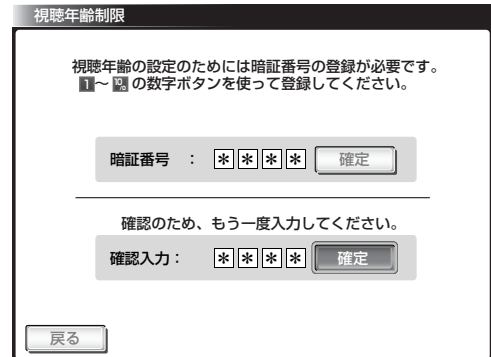 視聴年齢制限
視聴年齢の設定のためには暗証番号の登録が必要です。
1～10の数字ボタンを使って登録してください。
暗証番号 ： ＊＊＊＊ 確定
確認のため、もう一度入力してください。
確認入力： ＊＊＊＊ 確定
戻る